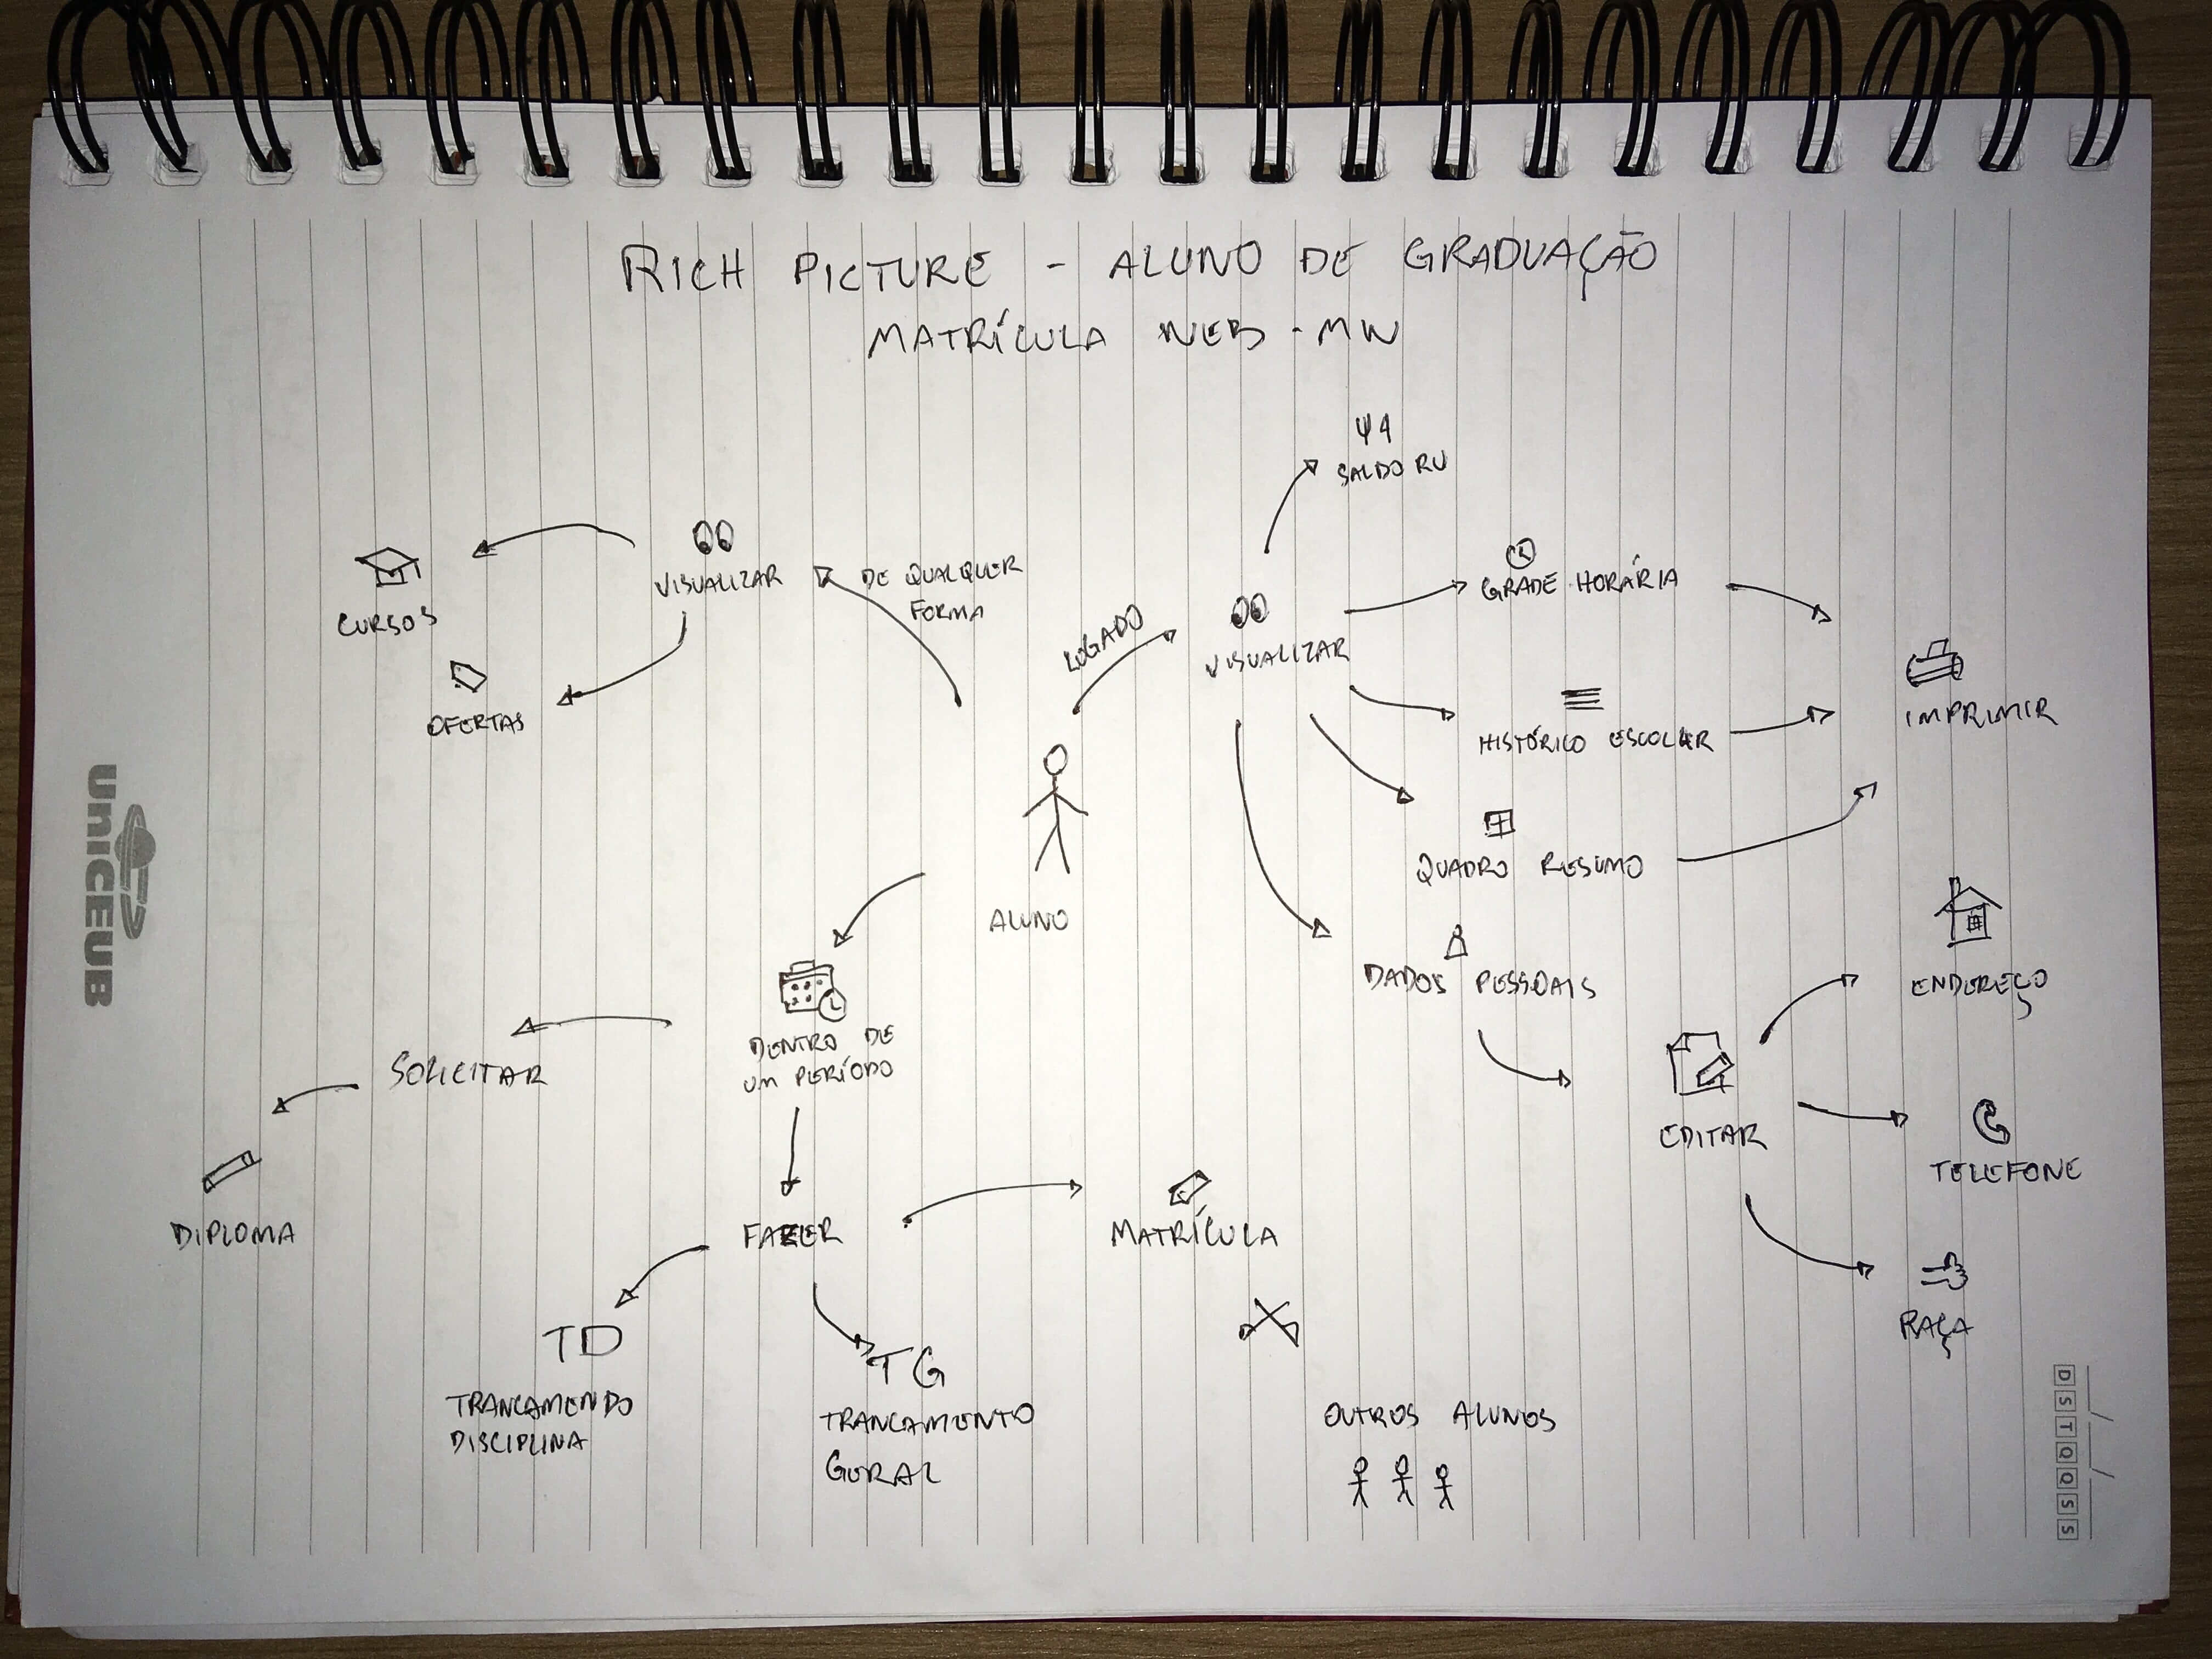 RICH PICTURE - ALUNO DE GRADUAÇÃO
MATRÍCULA WEB - MW
SALDO RU
VISUALIZAR
DE QUALQUER
FORMA
CURSOS
OFERTAS
LOGADO
VISUALIZAR
GRADE HORÁRIA
HISTÓRICO ESCOLAR
QUADRO RESUMO
IMPRIMIR
DADOS PESSOAIS
EDITAR
ENDEREÇO
TELEFONE
RAÇA
ALUNO
DENTRO DE
UM PERÍODO
SOLICITAR
DIPLOMA
FAZER
MATRÍCULA
TD
TRANCAMENDO
DISCIPLINA
TG
TRANCAMENTO
GERAL
OUTROS ALUNOS
UNICEUB
D S T Q Q S S